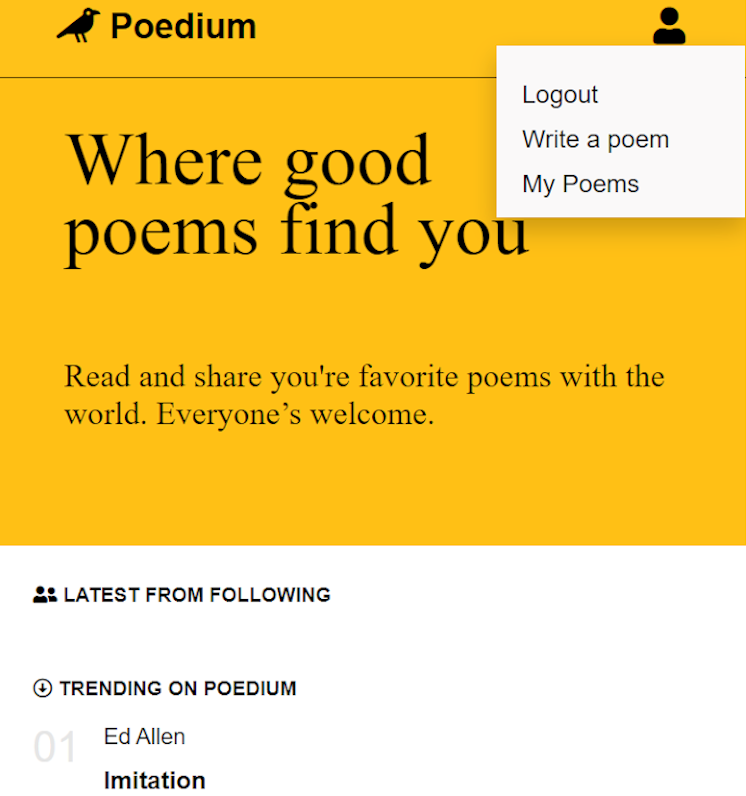 Poedium
Logout
Write a poem
My Poems
Where good
poems find you
Read and share you're favorite poems with the
world. Everyone’s welcome.
LATEST FROM FOLLOWING
TRENDING ON POEDIUM
01
Ed Allen
Imitation